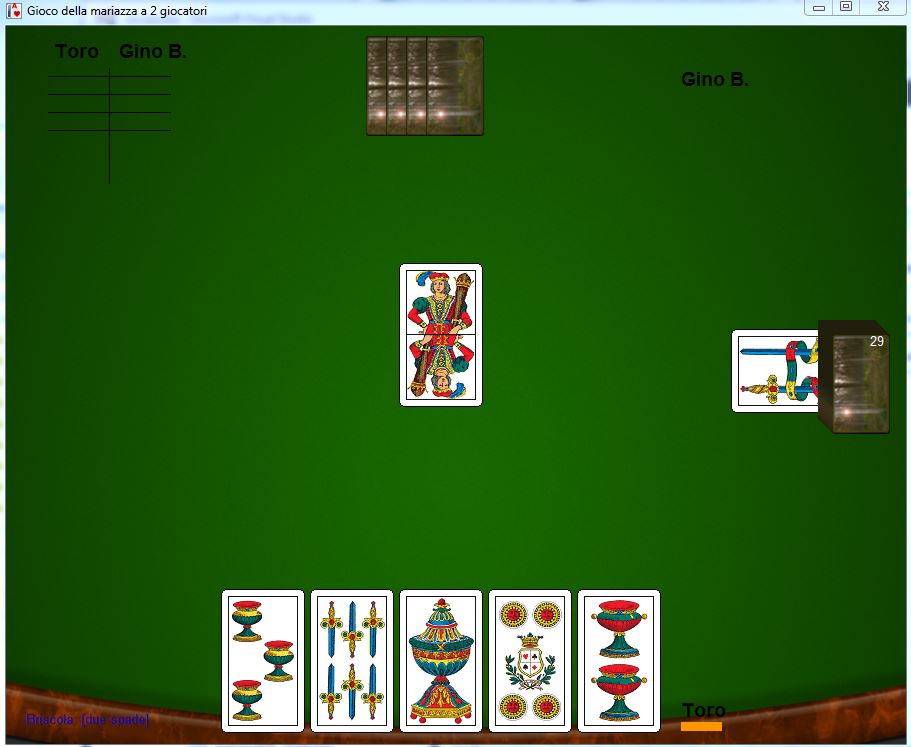 Gioco della mariazza a 2 giocatori
Toro Gino B.
Gino B.
29
Toro
Briscola: [due spade]